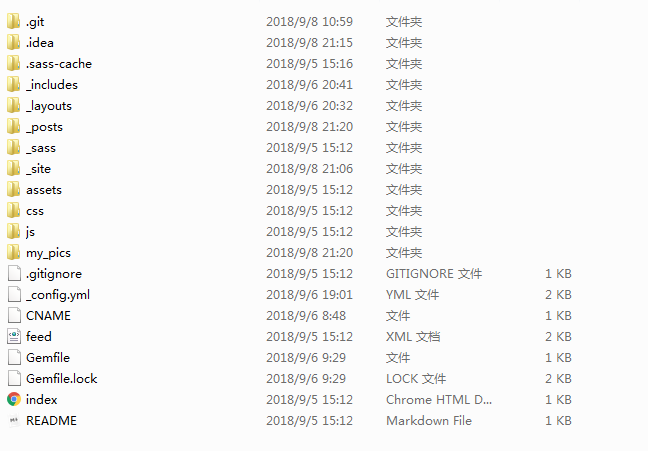 .git 2018/9/8 10:59 文件夹
.idea 2018/9/8 21:15 文件夹
.sass-cache 2018/9/5 15:16 文件夹
_includes 2018/9/6 20:41 文件夹
_layouts 2018/9/6 20:32 文件夹
_posts 2018/9/8 21:20 文件夹
_sass 2018/9/5 15:12 文件夹
_site 2018/9/8 21:06 文件夹
assets 2018/9/5 15:12 文件夹
css 2018/9/5 15:12 文件夹
js 2018/9/5 15:12 文件夹
my_pics 2018/9/8 21:20 文件夹
.gitignore 2018/9/5 15:12 GITIGNORE 文件 1 KB
_config.yml 2018/9/6 19:01 YML 文件 2 KB
CNAME 2018/9/6 8:48 文件 1 KB
feed 2018/9/5 15:12 XML 文档 2 KB
Gemfile 2018/9/6 9:29 文件 1 KB
Gemfile.lock 2018/9/6 9:29 LOCK 文件 2 KB
index 2018/9/5 15:12 Chrome HTML D... 1 KB
README 2018/9/5 15:12 Markdown File 1 KB